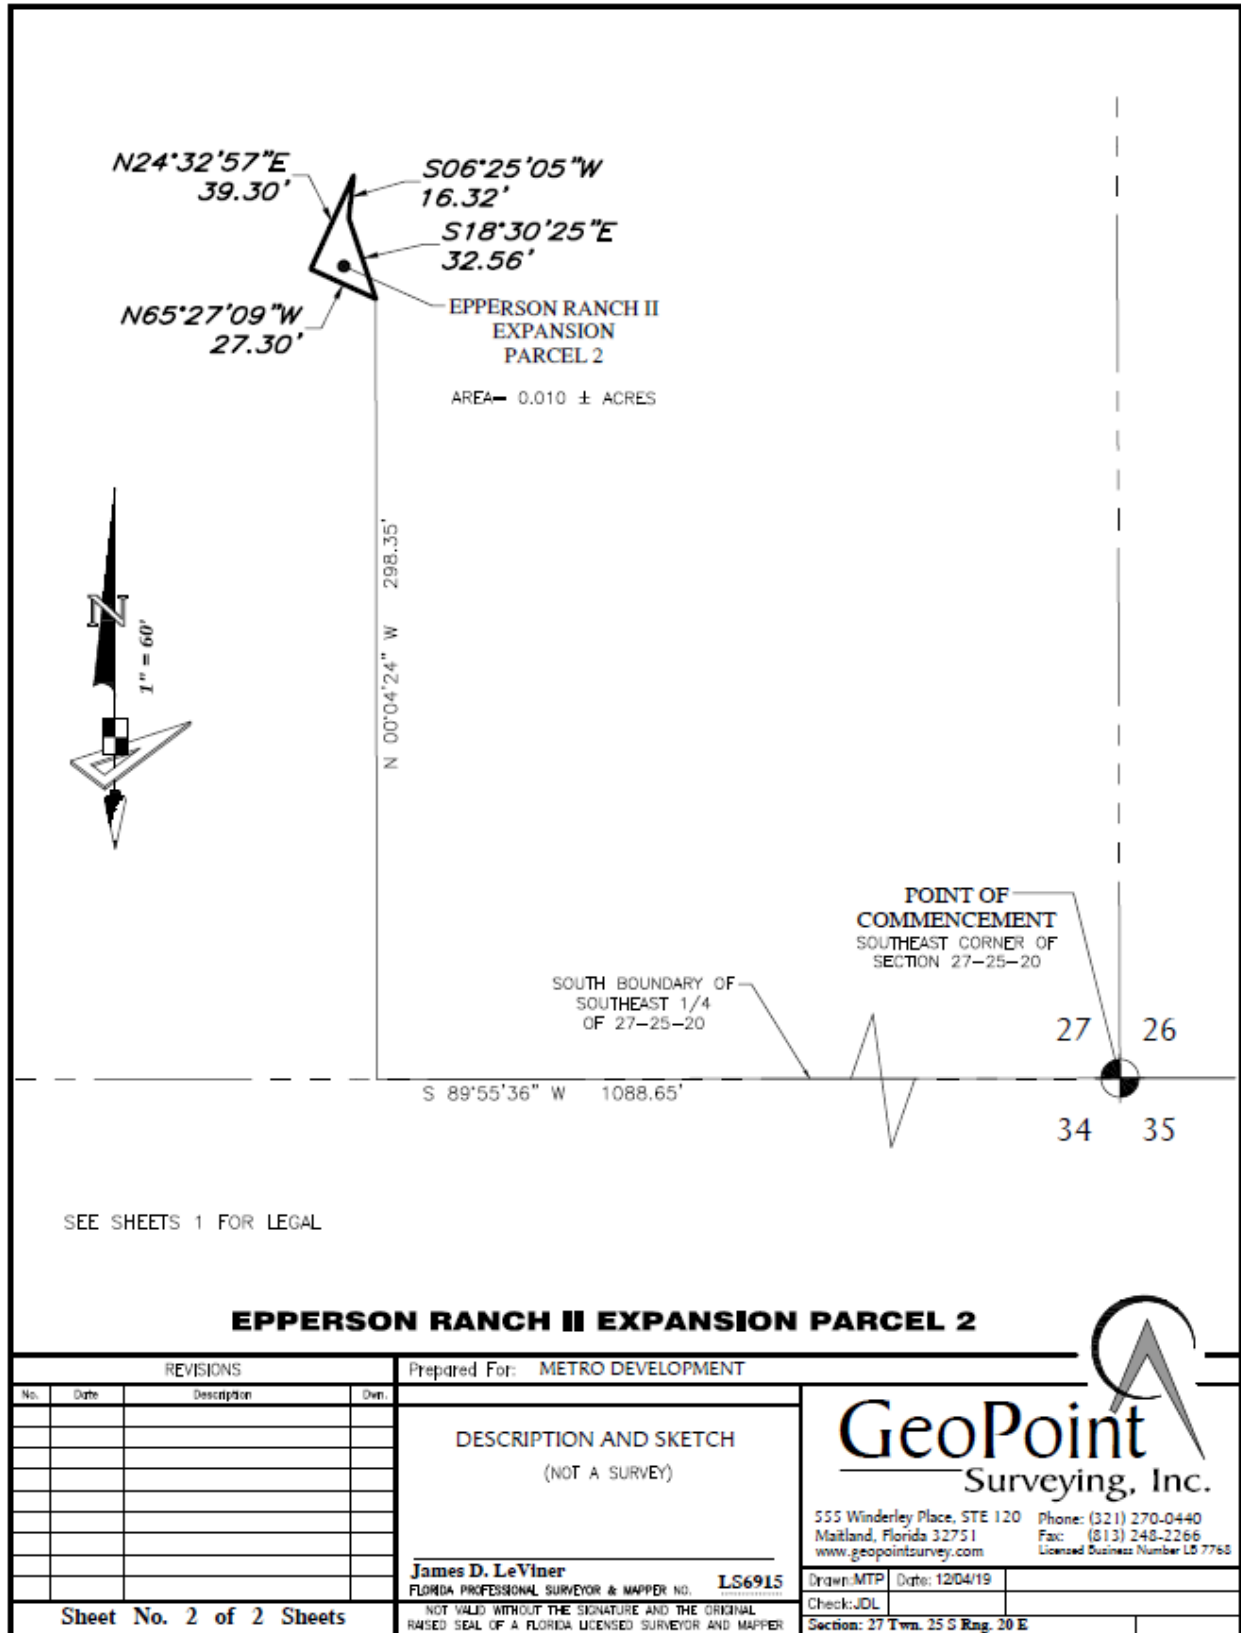 N24°32'57"E
39.30'
S06°25'05"W
16.32'
S18°30'25"E
32.56'
N65°27'09"W
27.30'
EPPERSON RANCH II
EXPANSION
PARCEL 2
AREA— 0.010 ± ACRES
N 00°04'24" W 298.35'
N
1" = 60'
POINT OF
COMMENCEMENT
SOUTHEAST CORNER OF
SECTION 27–25–20
SOUTH BOUNDARY OF
SOUTHEAST 1/4
OF 27–25–20
27 26
34 35
S 89°55'36" W 1088.65'
SEE SHEETS 1 FOR LEGAL
EPPERSON RANCH II EXPANSION PARCEL 2
REVISIONS
No. Date Description Dwn.
Sheet No. 2 of 2 Sheets
Prepared For: METRO DEVELOPMENT
DESCRIPTION AND SKETCH
(NOT A SURVEY)
James D. LeViner
FLORIDA PROFESSIONAL SURVEYOR & MAPPER NO. LS6915
NOT VALID WITHOUT THE SIGNATURE AND THE ORIGINAL
RAISED SEAL OF A FLORIDA LICENSED SURVEYOR AND MAPPER
GeoPoint
Surveying, Inc.
555 Winderley Place, STE 120 Phone: (321) 270-0440
Maitland, Florida 32751 Fax: (813) 248-2266
www.geopointsurvey.com Licensed Business Number LB 7768
Drawn:MTP Date: 12/04/19
Check:JDL
Section: 27 Twn. 25 S Rng. 20 E